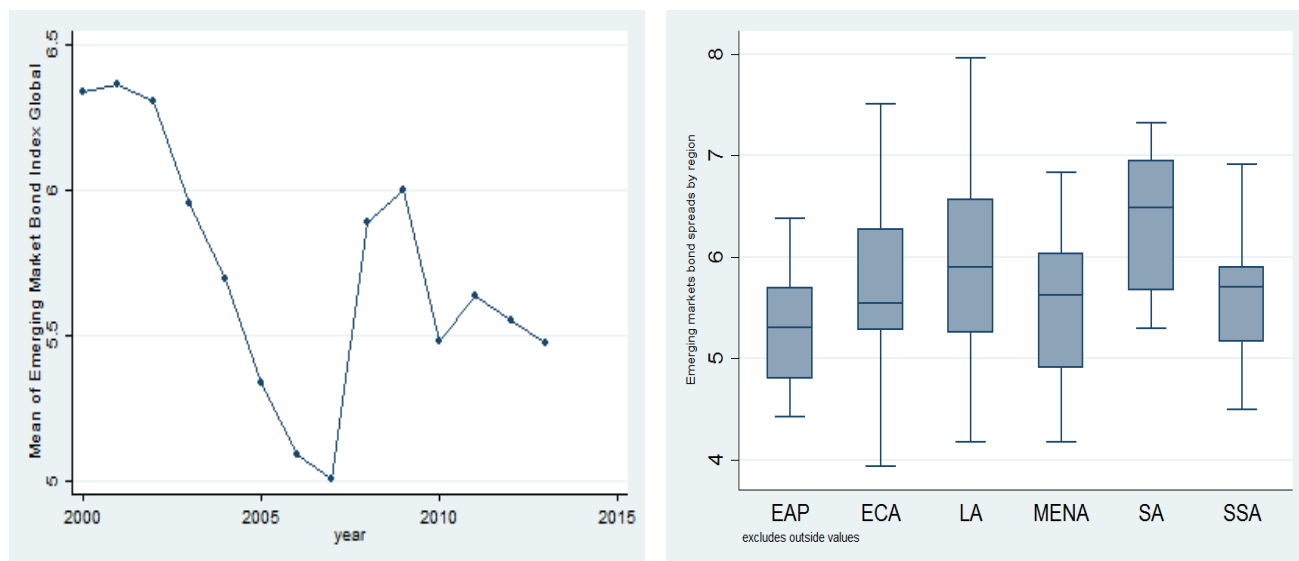 Mean of Emerging Market Bond Index Global
6.5
6
5.5
5
2000 2005 2010 2015
year
Emerging markets bond spreads by region
8
7
6
5
4
EAP ECA LA MENA SA SSA
excludes outside values